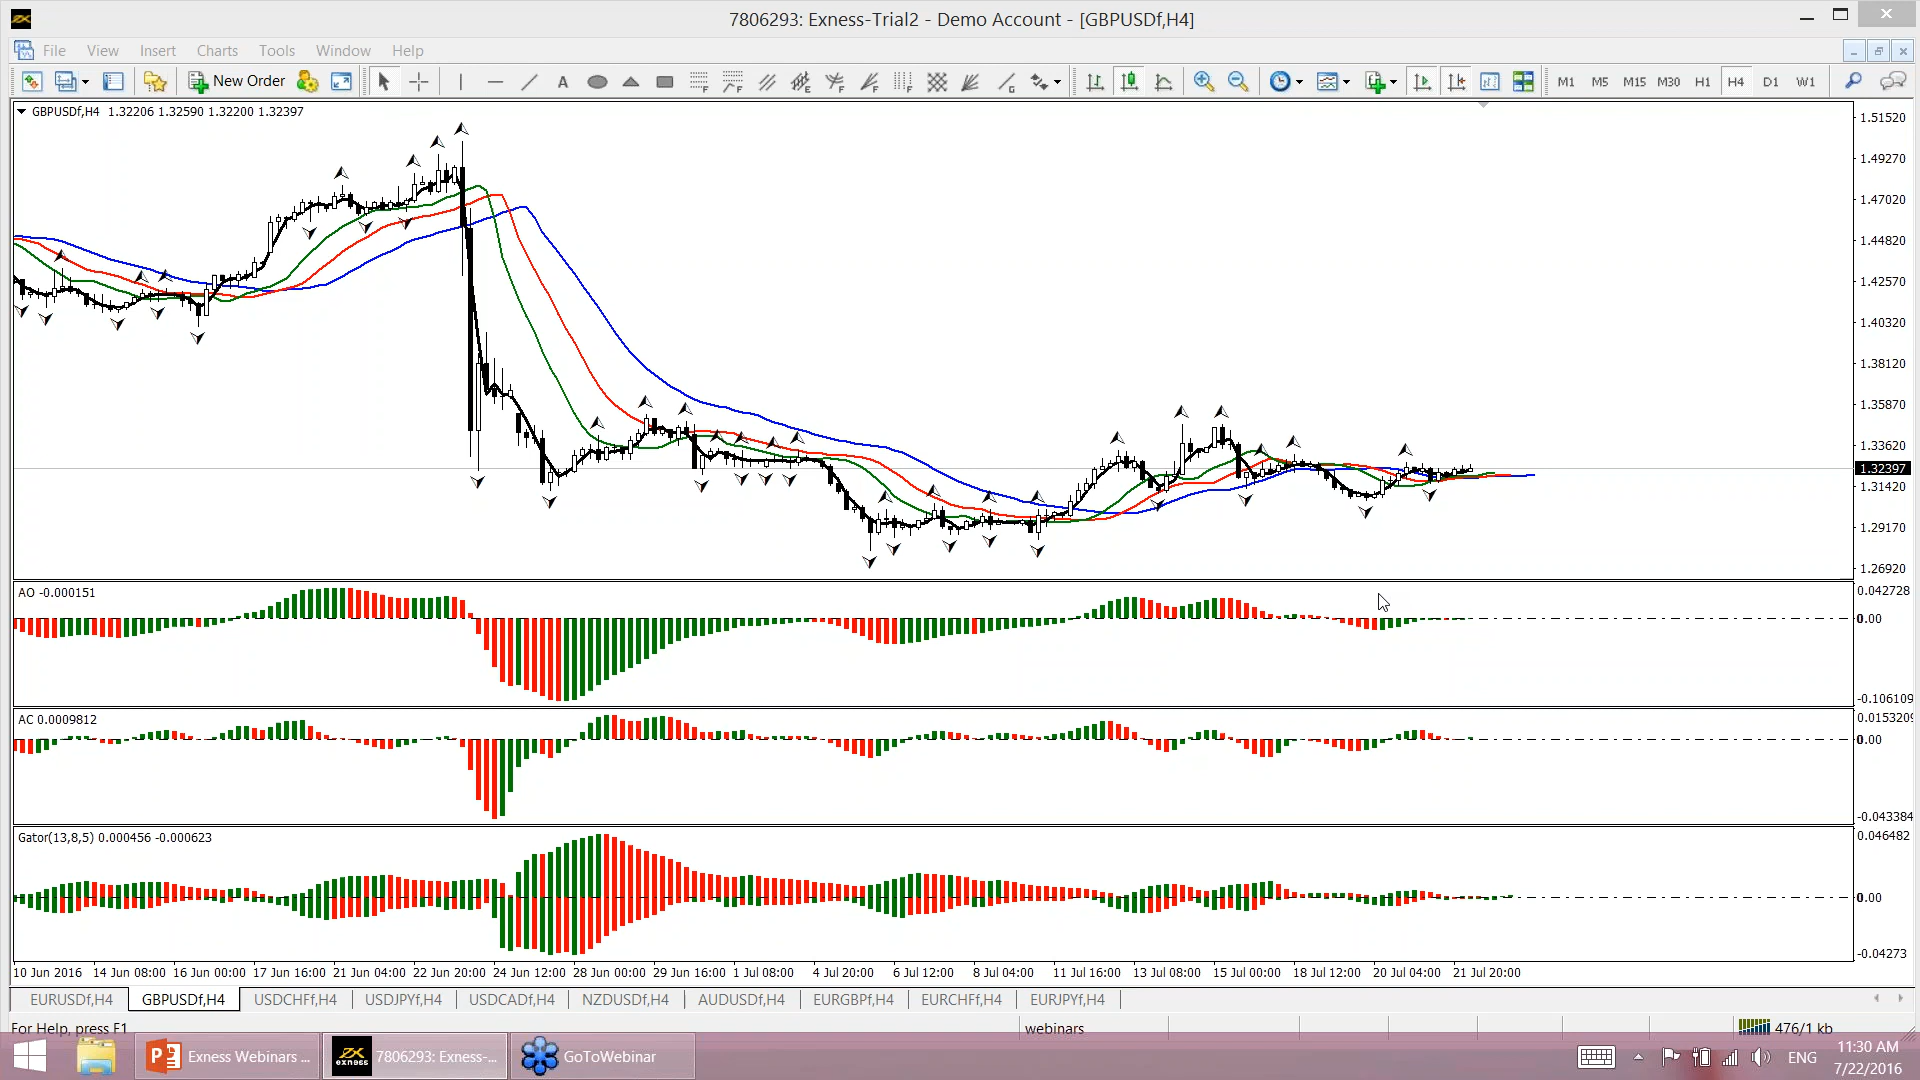 7806293: Exness-Trial2 - Demo Account - [GBPUSDf,H4]
File View Insert Charts Tools Window Help
New Order M1 M5 M15 M30 H1 H4 D1 W1
GBPUSDf,H4 1.32206 1.32590 1.32200 1.32397
1.51520
1.49270
1.47020
1.44820
1.42570
1.40320
1.38120
1.35870
1.33620
1.32397
1.31420
1.29170
1.26920
AO -0.000151
0.042728
0.00
-0.106109
AC 0.0009812
0.0153209
0.00
-0.043384
Gator(13,8,5) 0.000456 -0.000623
0.046482
0.00
-0.04273
10 Jun 2016 14 Jun 08:00 16 Jun 00:00 17 Jun 16:00 21 Jun 04:00 22 Jun 20:00 24 Jun 12:00 28 Jun 00:00 29 Jun 16:00 1 Jul 08:00 4 Jul 20:00 6 Jul 12:00 8 Jul 04:00 11 Jul 16:00 13 Jul 08:00 15 Jul 00:00 18 Jul 12:00 20 Jul 04:00 21 Jul 20:00
EURUSDf,H4 GBPUSDf,H4 USDCHFf,H4 USDJPYf,H4 USDCADf,H4 NZDUSDf,H4 AUDUSDf,H4 EURGBPf,H4 EURCHFf,H4 EURJPYf,H4
For Help, press F1 webinars 476/1 kb
Exness Webinars ... 7806293: Exness-... GoToWebinar ENG
11:30 AM
7/22/2016